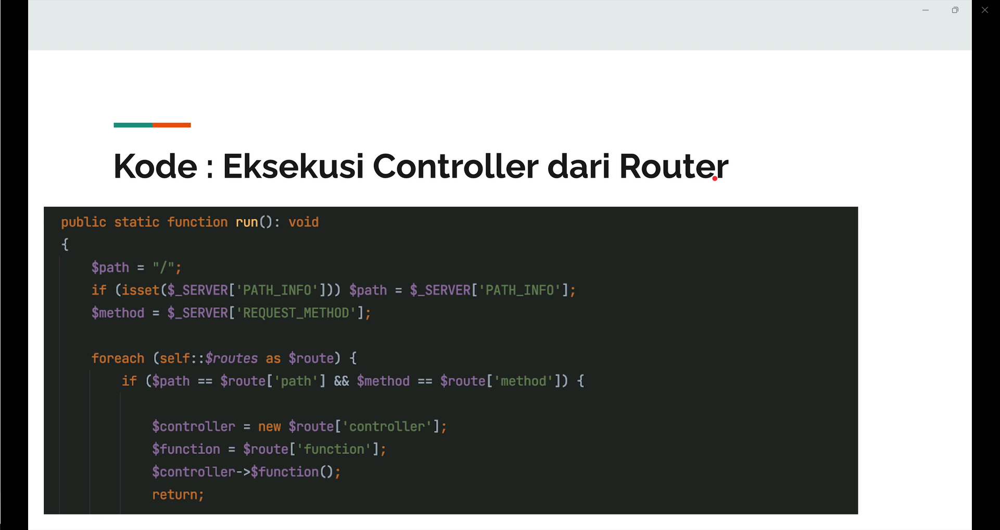 Kode : Eksekusi Controller dari Router
public static function run(): void
{
$path = "/";
if (isset($_SERVER['PATH_INFO'])) $path = $_SERVER['PATH_INFO'];
$method = $_SERVER['REQUEST_METHOD'];
foreach (self::$routes as $route) {
if ($path == $route['path'] && $method == $route['method']) {
$controller = new $route['controller'];
$function = $route['function'];
$controller->$function();
return;